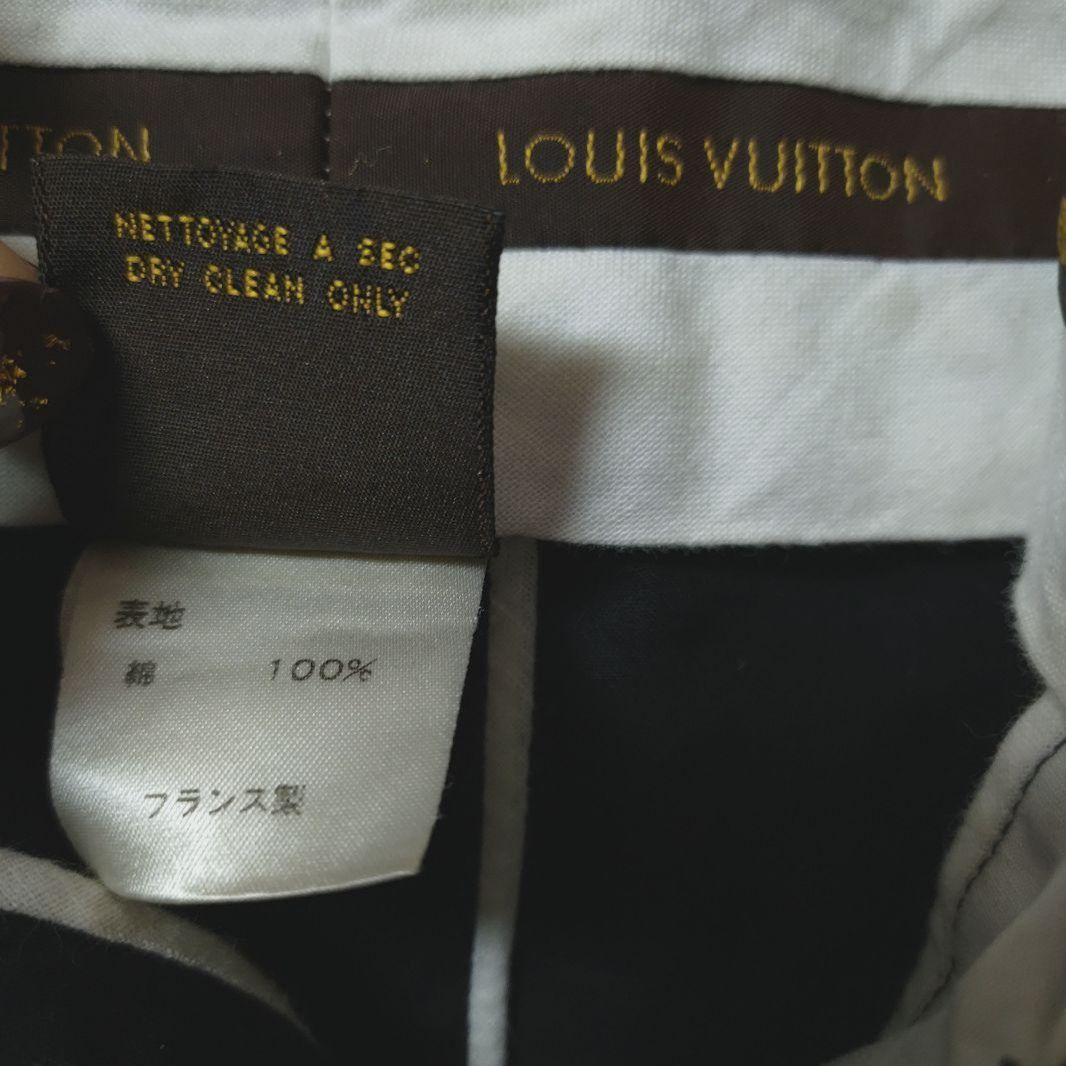 TTON
LOUIS VUITTON
NETTOYAGE A SEC
DRY CLEAN ONLY
表地
綿 100%
フランス製